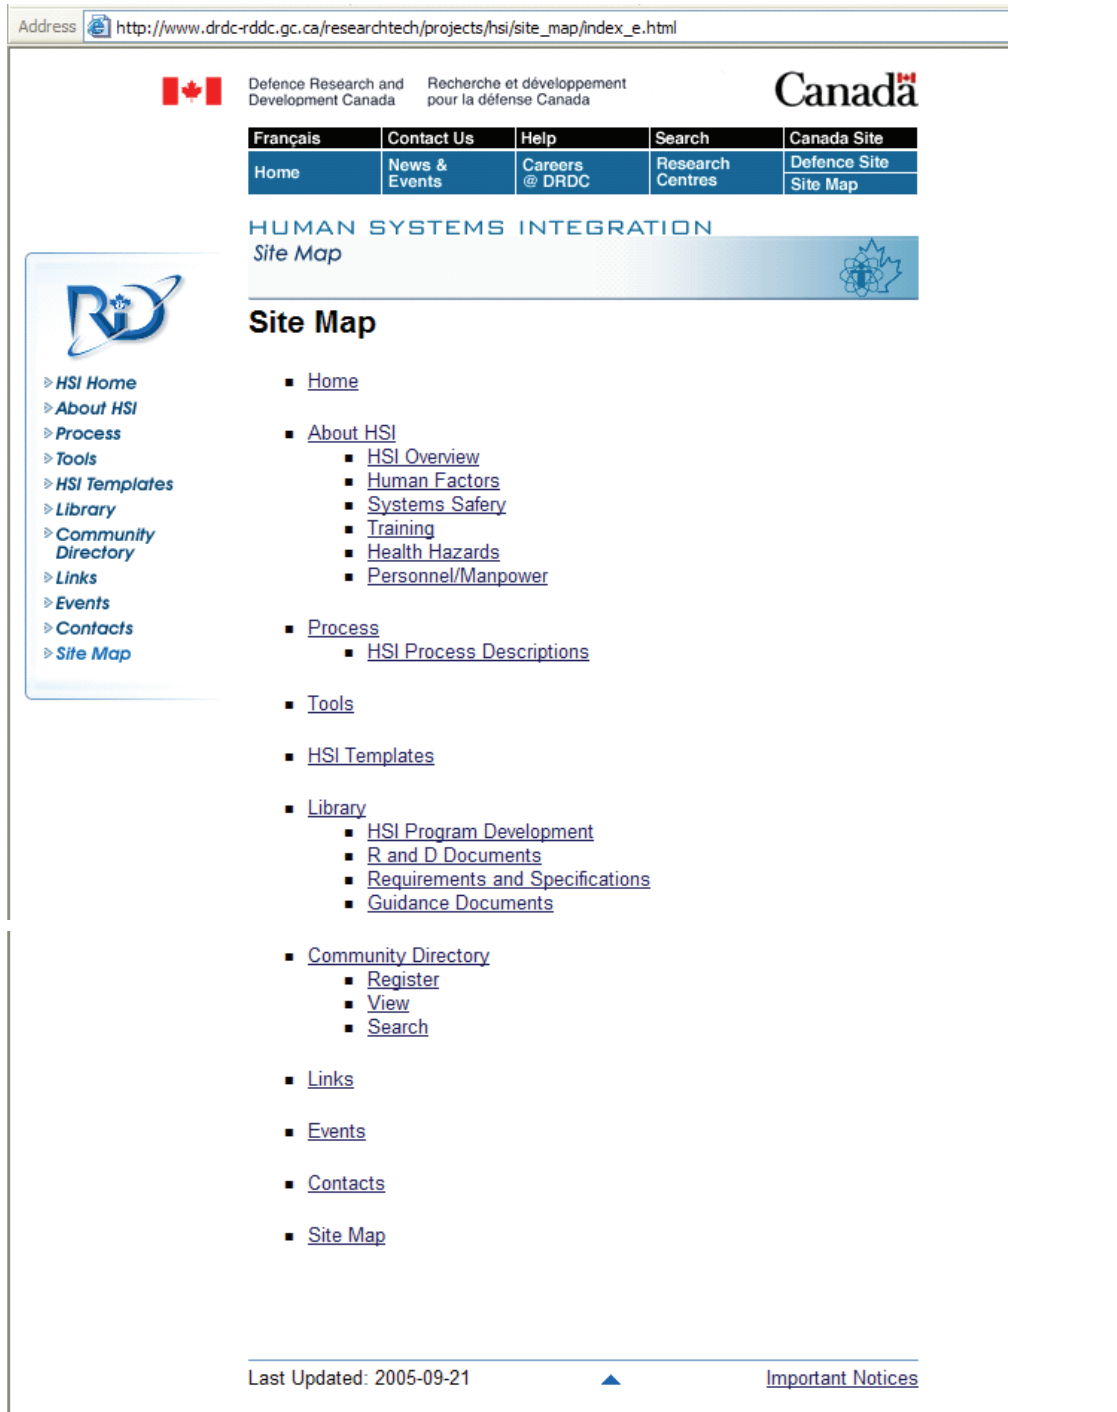 Address http://www.drdc-rddc.gc.ca/researchtech/projects/hsi/site_map/index_e.html
Defence Research and Development Canada
Recherche et développement pour la défense Canada
Canada
Français Contact Us Help Search Canada Site
Home News & Events Careers @ DRDC Research Centres Defence Site
Site Map
HUMAN SYSTEMS INTEGRATION
Site Map
HSI Home
About HSI
Process
Tools
HSI Templates
Library
Community
Directory
Links
Events
Contacts
Site Map
Site Map
Home
About HSI
HSI Overview
Human Factors
Systems Safery
Training
Health Hazards
Personnel/Manpower
Process
HSI Process Descriptions
Tools
HSI Templates
Library
HSI Program Development
R and D Documents
Requirements and Specifications
Guidance Documents
Community Directory
Register
View
Search
Links
Events
Contacts
Site Map
Last Updated: 2005-09-21 Important Notices